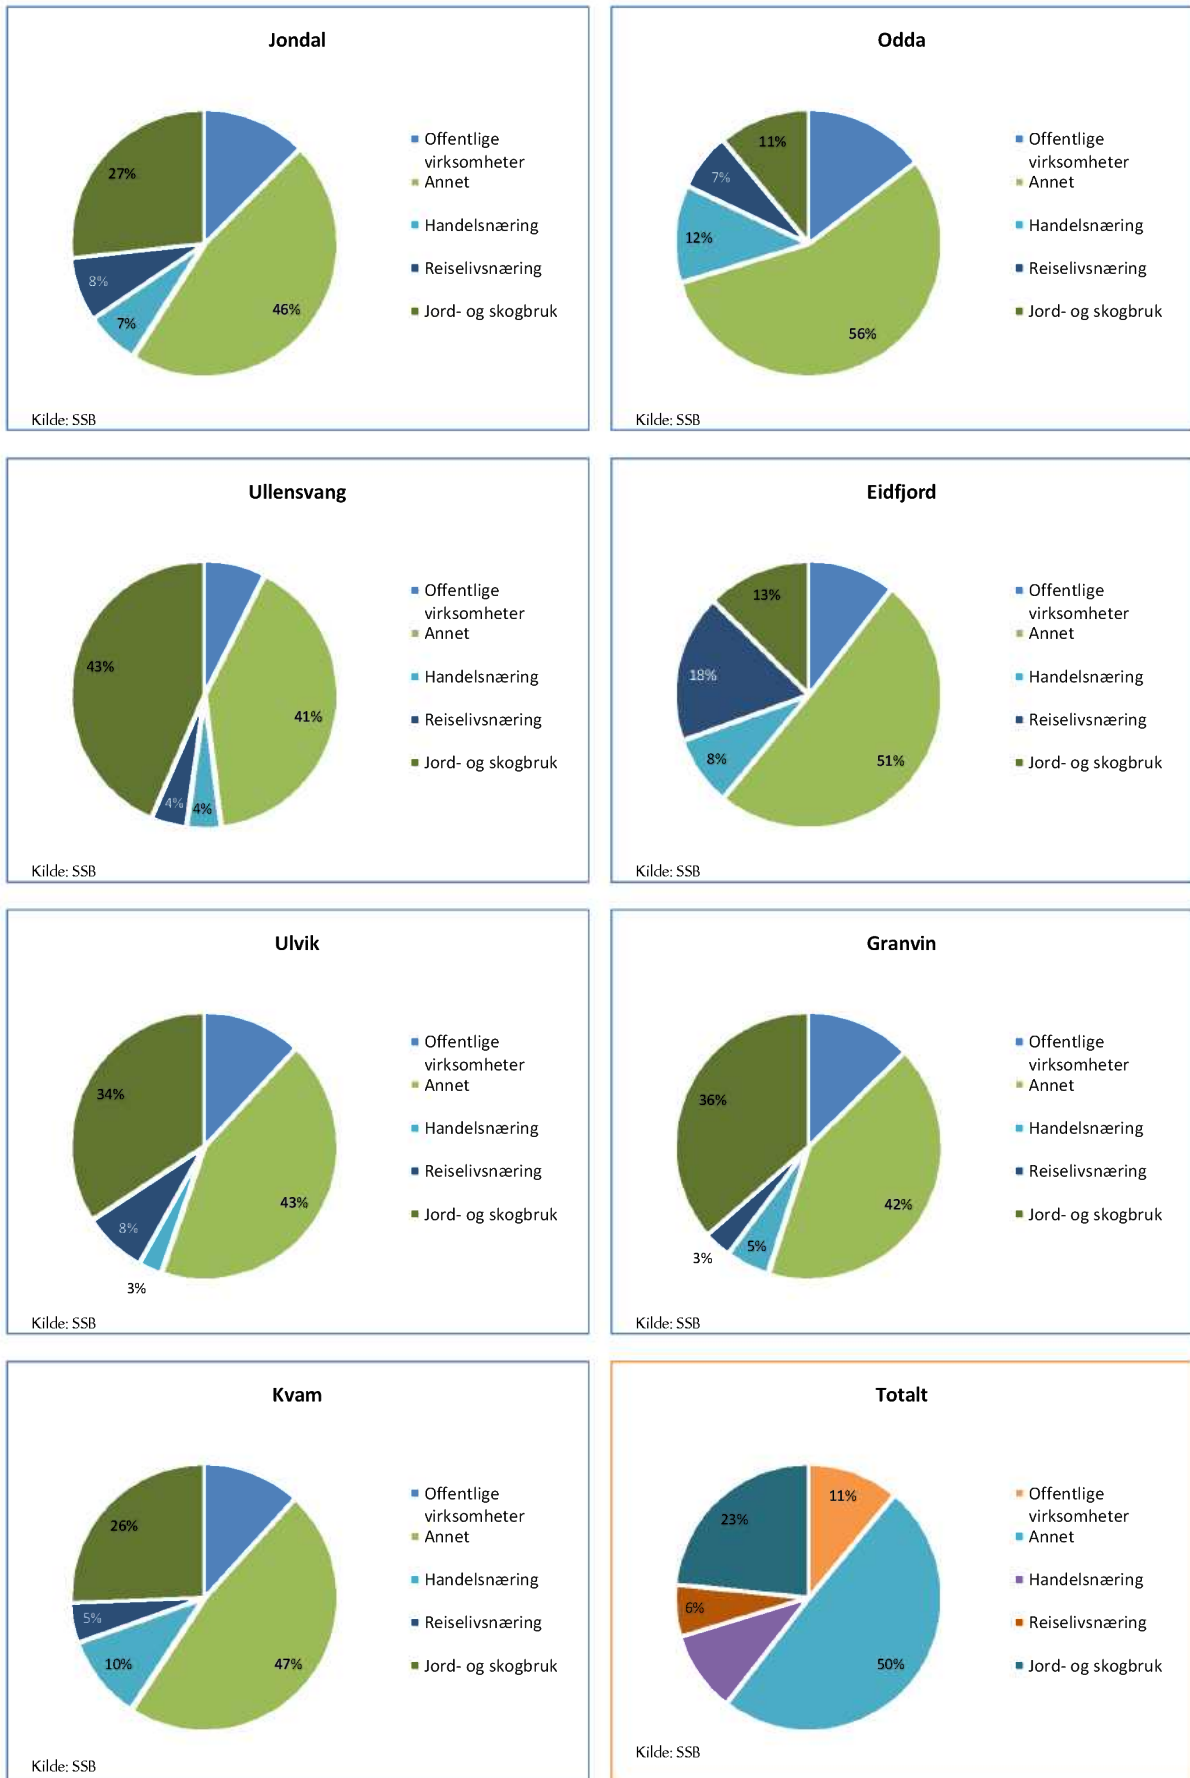 Jondal
27%
8%
7%
46%
Offentlige
virksomheter
Annet
Handelsnæring
Reiselivsnæring
Jord- og skogbruk
Kilde: SSB
Odda
11%
7%
12%
56%
Offentlige
virksomheter
Annet
Handelsnæring
Reiselivsnæring
Jord- og skogbruk
Kilde: SSB
Ullensvang
43%
41%
4%
4%
Offentlige
virksomheter
Annet
Handelsnæring
Reiselivsnæring
Jord- og skogbruk
Kilde: SSB
Eidfjord
13%
18%
8%
51%
Offentlige
virksomheter
Annet
Handelsnæring
Reiselivsnæring
Jord- og skogbruk
Kilde: SSB
Ulvik
34%
43%
8%
3%
Offentlige
virksomheter
Annet
Handelsnæring
Reiselivsnæring
Jord- og skogbruk
Kilde: SSB
Granvin
36%
42%
5%
3%
Offentlige
virksomheter
Annet
Handelsnæring
Reiselivsnæring
Jord- og skogbruk
Kilde: SSB
Kvam
26%
5%
10%
47%
Offentlige
virksomheter
Annet
Handelsnæring
Reiselivsnæring
Jord- og skogbruk
Kilde: SSB
Totalt
11%
23%
6%
50%
Offentlige
virksomheter
Annet
Handelsnæring
Reiselivsnæring
Jord- og skogbruk
Kilde: SSB